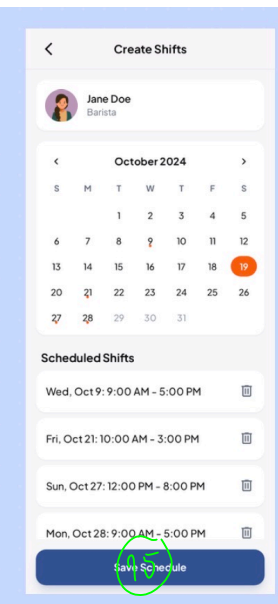 Create Shifts
Jane Doe
Barista
October 2024
S M T W T F S
1 2 3 4 5
6 7 8 9 10 11 12
13 14 15 16 17 18 19
20 21 22 23 24 25 26
27 28 29 30 31
Scheduled Shifts
Wed, Oct 9: 9:00 AM - 5:00 PM
Fri, Oct 21: 10:00 AM - 3:00 PM
Sun, Oct 27: 12:00 PM - 8:00 PM
Mon, Oct 28: 9:00 AM - 5:00 PM
Save Schedule
15